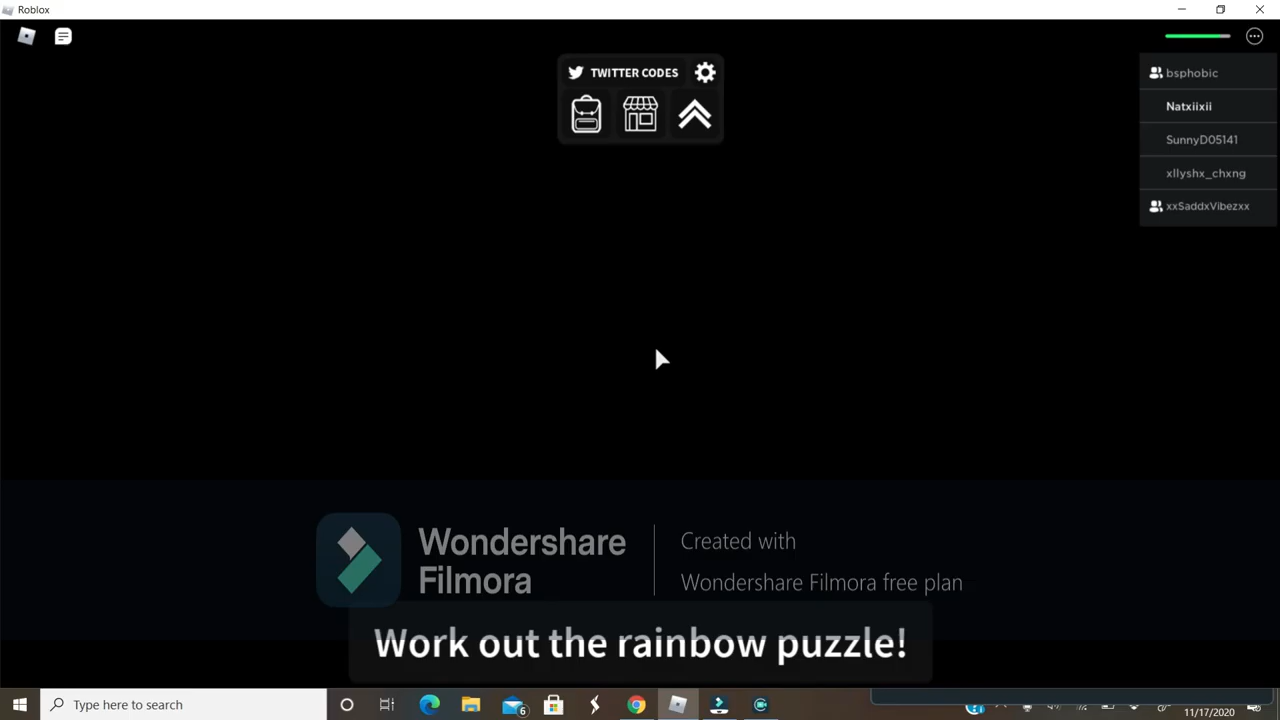 Roblox
TWITTER CODES
bsphobic
Natxiixii
SunnyD05141
xllyshx_chxng
xxSaddxVibezxx
Wondershare
Filmora
Created with
Wondershare Filmora free plan
Work out the rainbow puzzle!
Type here to search
6
11/17/2020